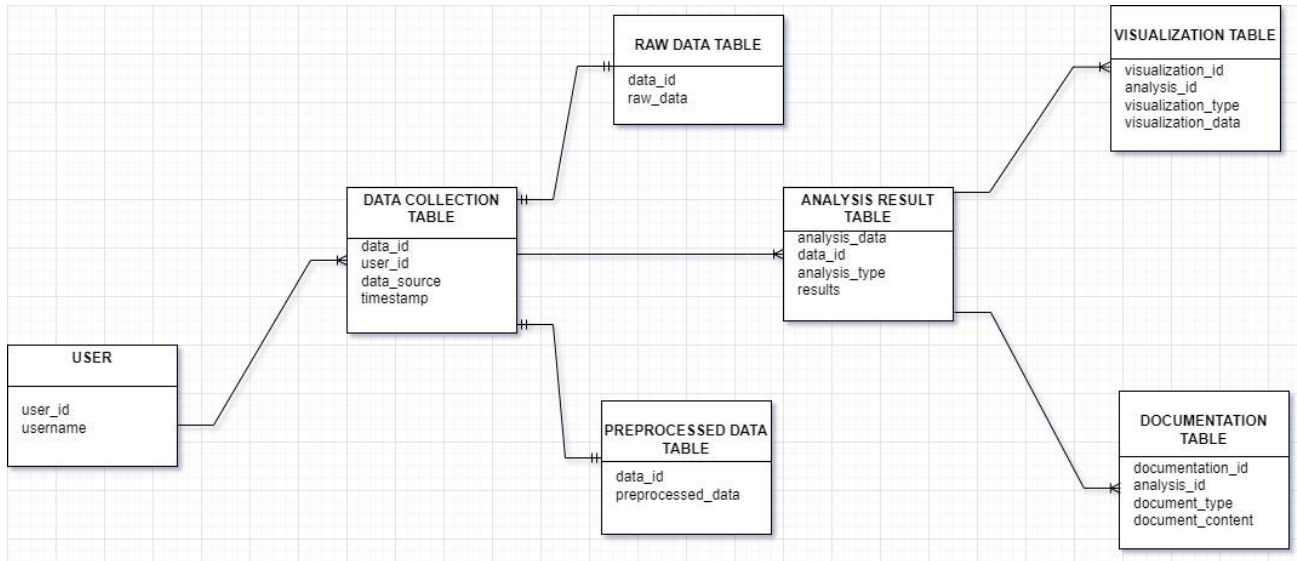 RAW DATA TABLE
data_id
raw_data
VISUALIZATION TABLE
visualization_id
analysis_id
visualization_type
visualization_data
DATA COLLECTION
TABLE
data_id
user_id
data_source
timestamp
ANALYSIS RESULT
TABLE
analysis_data
data_id
analysis_type
results
USER
user_id
username
PREPROCESSED DATA
TABLE
data_id
preprocessed_data
DOCUMENTATION
TABLE
documentation_id
analysis_id
document_type
document_content